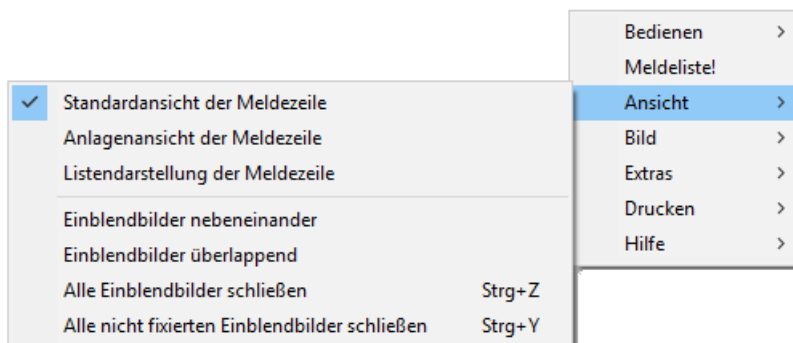 Bedienen
Meldeliste!
Ansicht
Bild
Extras
Drucken
Hilfe
Standardansicht der Meldezeile
Anlagenansicht der Meldezeile
Listendarstellung der Meldezeile
Einblendbilder nebeneinander
Einblendbilder überlappend
Alle Einblendbilder schließen Strg+Z
Alle nicht fixierten Einblendbilder schließen Strg+Y